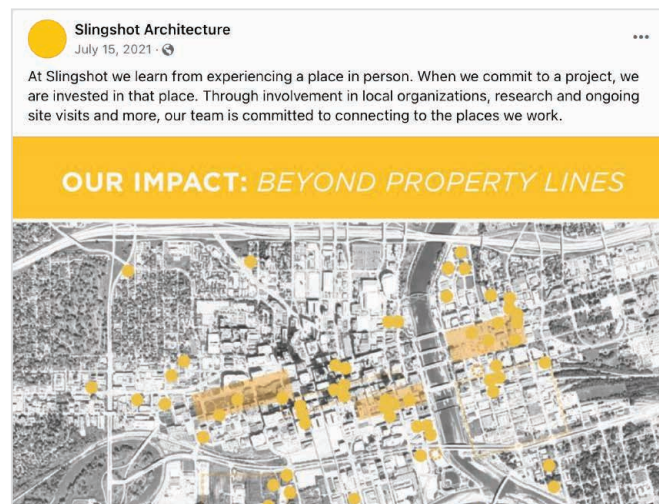 Slingshot Architecture
July 15, 2021 ·
At Slingshot we learn from experiencing a place in person. When we commit to a project, we
are invested in that place. Through involvement in local organizations, research and ongoing
site visits and more, our team is committed to connecting to the places we work.
OUR IMPACT: BEYOND PROPERTY LINES